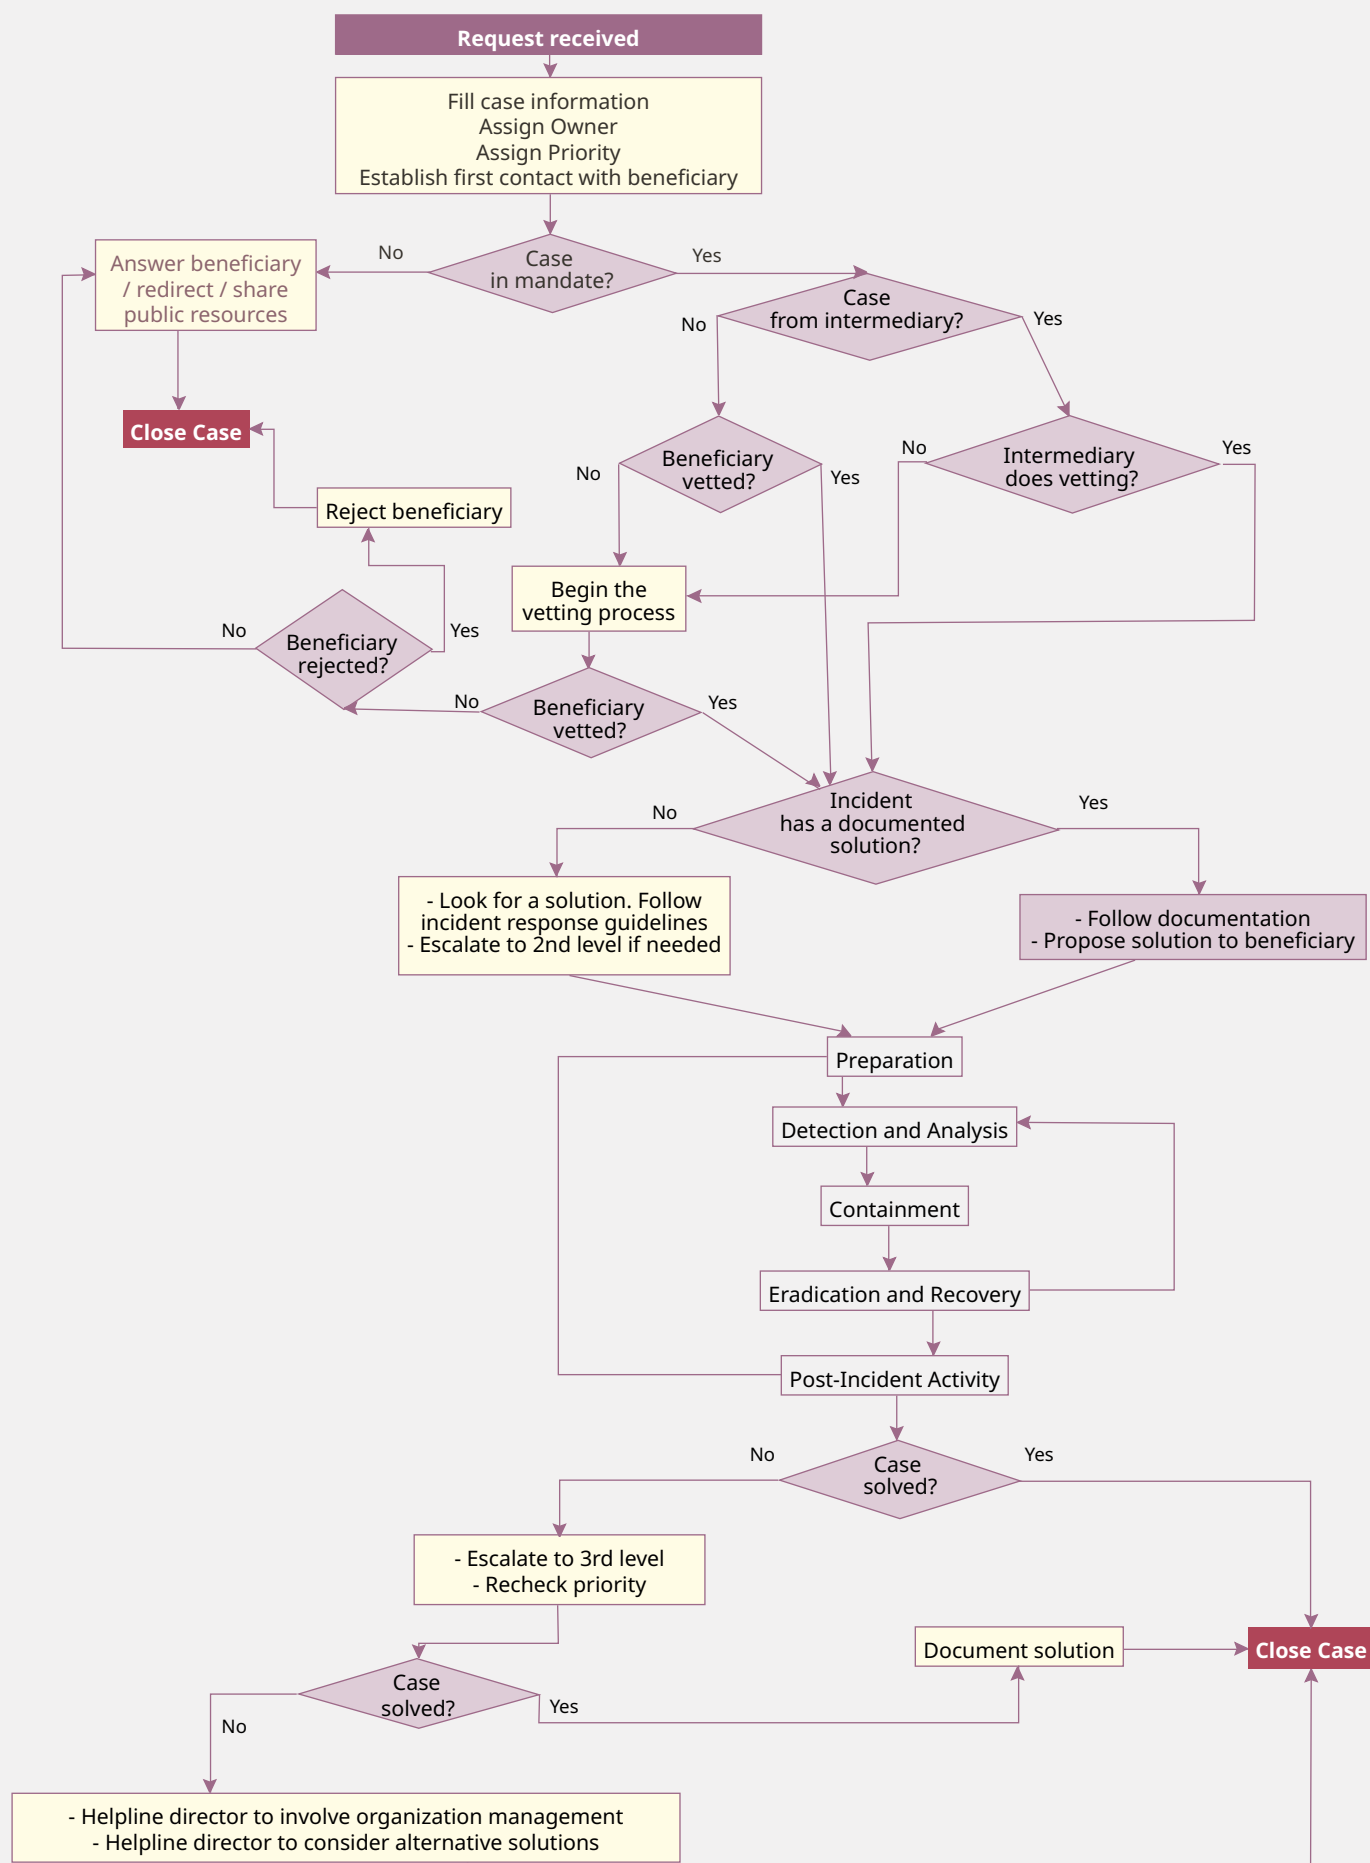 Request received
Fill case information
Assign Owner
Assign Priority
Establish first contact with beneficiary
No
Case
in mandate?
Yes
Answer beneficiary
/ redirect / share
public resources
Case
from intermediary?
No
Yes
Close Case
Beneficiary
vetted?
No
Yes
Intermediary
does vetting?
No
Yes
Reject beneficiary
Begin the
vetting process
No
Beneficiary
rejected?
Yes
No
Beneficiary
vetted?
Yes
No
Incident
has a documented
solution?
Yes
- Look for a solution. Follow
incident response guidelines
- Escalate to 2nd level if needed
- Follow documentation
- Propose solution to beneficiary
Preparation
Detection and Analysis
Containment
Eradication and Recovery
Post-Incident Activity
No
Case
solved?
Yes
- Escalate to 3rd level
- Recheck priority
Document solution
Close Case
Case
solved?
Yes
No
- Helpline director to involve organization management
- Helpline director to consider alternative solutions